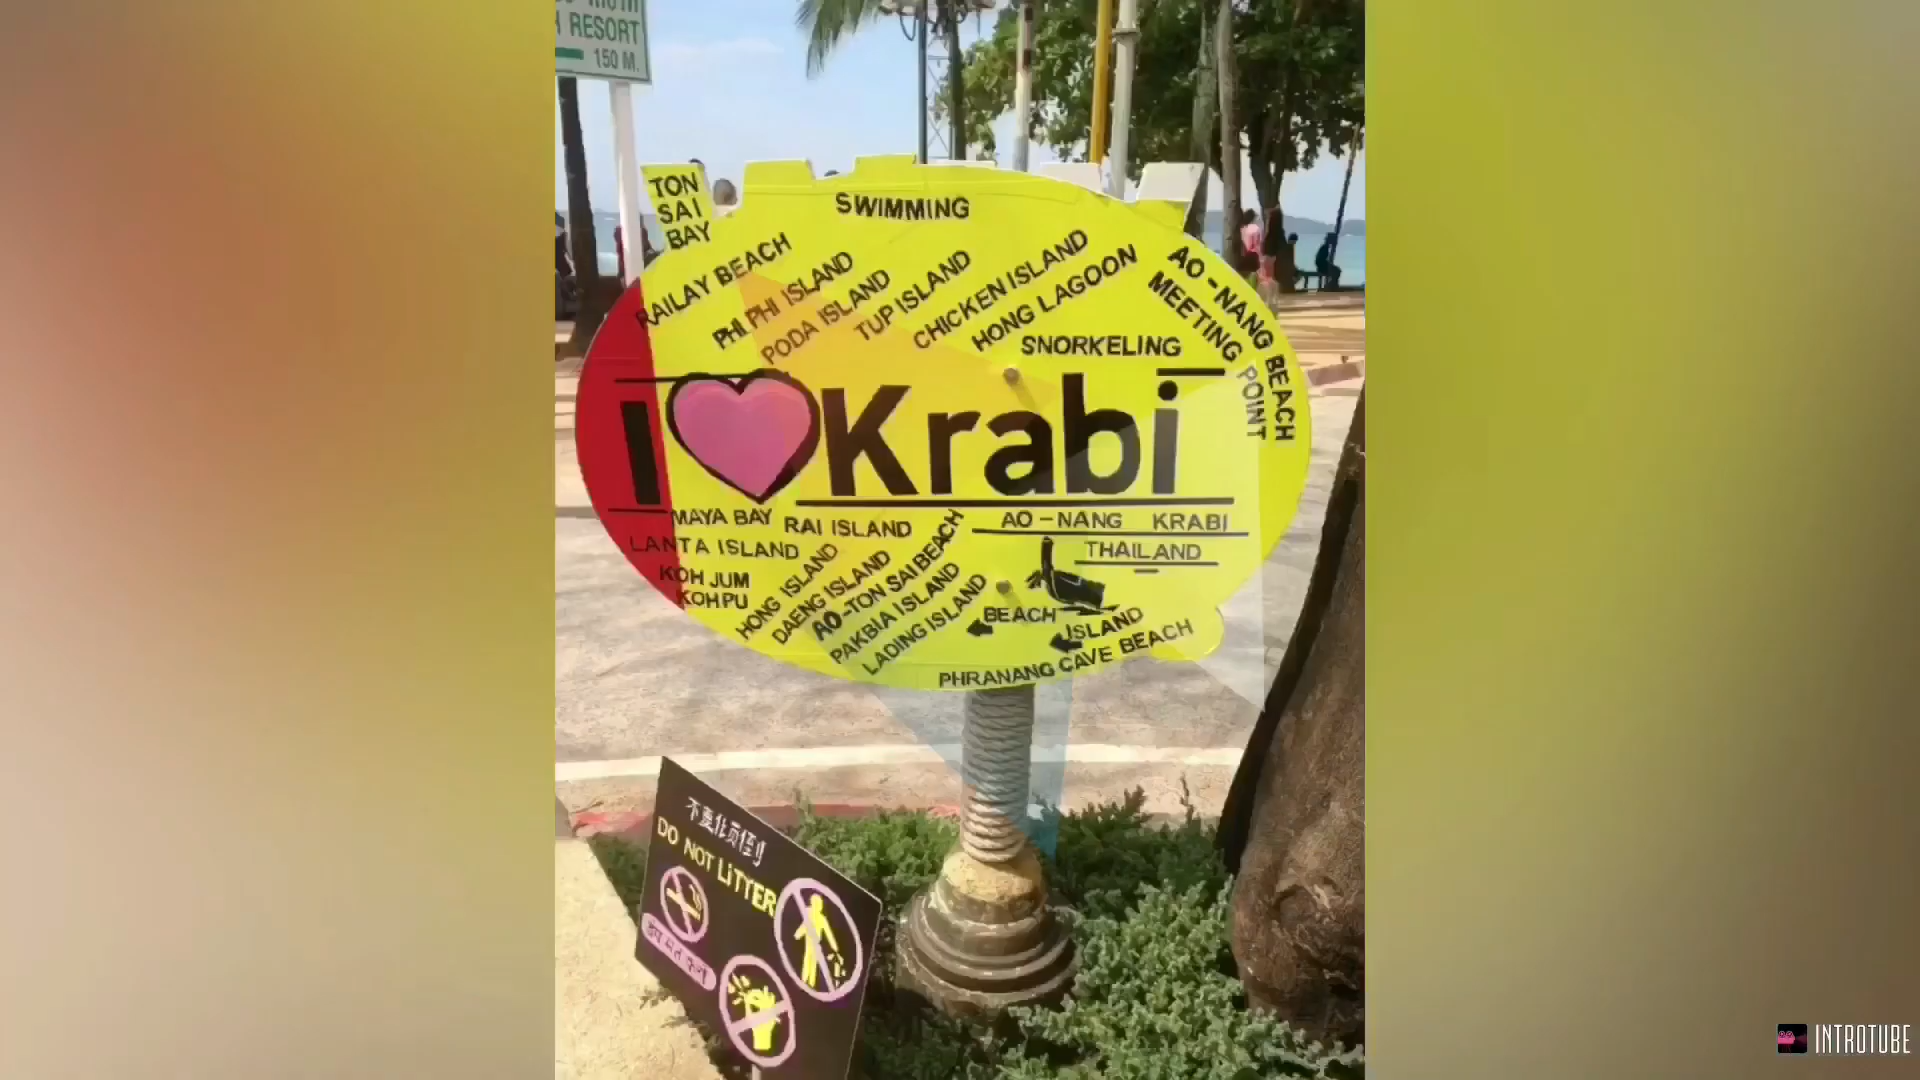 RESORT
150 M.
TON
SAI
BAY
SWIMMING
RAILAY BEACH
PHI PHI ISLAND
PODA ISLAND
TUP ISLAND
CHICKEN ISLAND
HONG LAGOON
AO-NANG BEACH
MEETING POINT
SNORKELING
I Krabi
MAYA BAY
RAI ISLAND
AO-NANG KRABI
LANTA ISLAND
THAILAND
KOH JUM
KOH PU
HONG ISLAND
DAENG ISLAND
AO-TON SAI BEACH
PAKBIA ISLAND
LADING ISLAND
BEACH
ISLAND
PHRANANG CAVE BEACH
DO NOT LiTTER
INTROTUBE